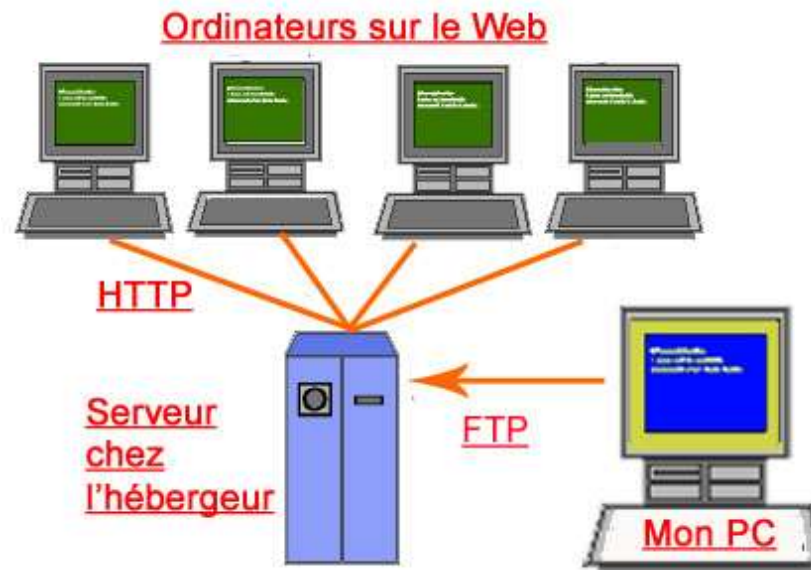 Ordinateurs sur le Web
HTTP
Serveur
chez
l'hébergeur
FTP
Mon PC